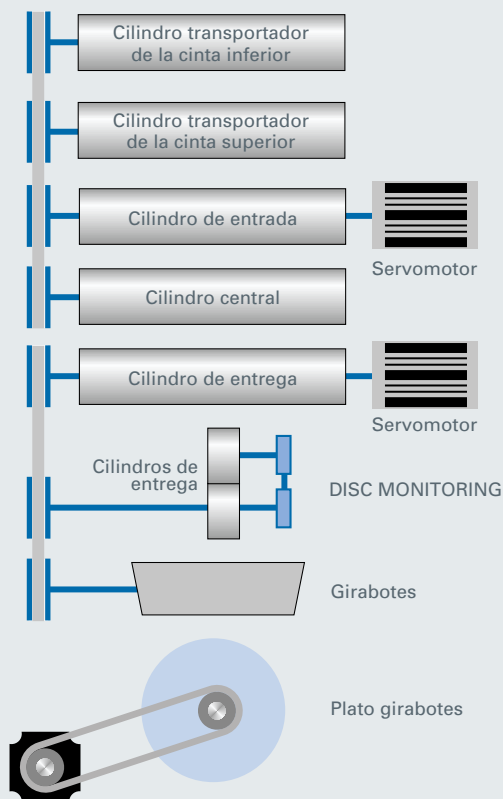 Cilindro transportador
de la cinta inferior
Cilindro transportador
de la cinta superior
Cilindro de entrada
Servomotor
Cilindro central
Cilindro de entrega
Servomotor
Cilindros de
entrega
DISC MONITORING
Girabotes
Plato girabotes